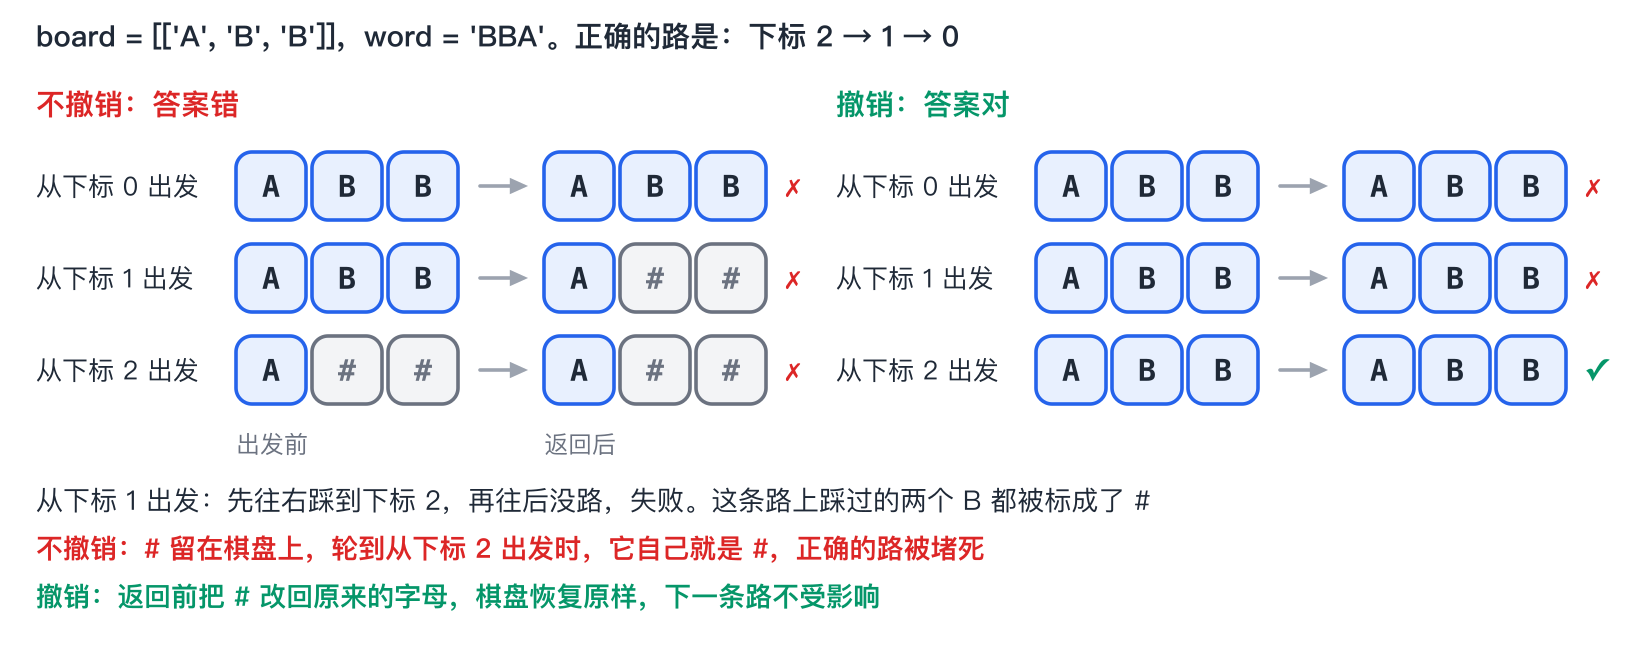 board = [['A', 'B', 'B']]，word = 'BBA'。正确的路是：下标 2 → 1 → 0
不撤销：答案错
撤销：答案对
从下标 0 出发 A B B → A B B ✗
从下标 0 出发 A B B → A B B ✗
从下标 1 出发 A B B → A # # ✗
从下标 1 出发 A B B → A B B ✗
从下标 2 出发 A # # → A # # ✗
从下标 2 出发 A B B → A B B ✓
出发前 返回后
从下标 1 出发：先往右踩到下标 2，再往后没路，失败。这条路上踩过的两个 B 都被标成了 #
不撤销：# 留在棋盘上，轮到从下标 2 出发时，它自己就是 #，正确的路被堵死
撤销：返回前把 # 改回原来的字母，棋盘恢复原样，下一条路不受影响